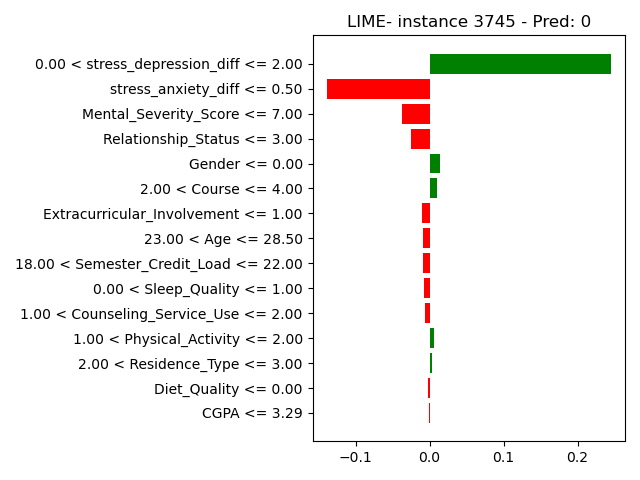 LIME- instance 3745 - Pred: 0
0.00 < stress_depression_diff <= 2.00
stress_anxiety_diff <= 0.50
Mental_Severity_Score <= 7.00
Relationship_Status <= 3.00
Gender <= 0.00
2.00 < Course <= 4.00
Extracurricular_Involvement <= 1.00
23.00 < Age <= 28.50
18.00 < Semester_Credit_Load <= 22.00
0.00 < Sleep_Quality <= 1.00
1.00 < Counseling_Service_Use <= 2.00
1.00 < Physical_Activity <= 2.00
2.00 < Residence_Type <= 3.00
Diet_Quality <= 0.00
CGPA <= 3.29
−0.1 0.0 0.1 0.2